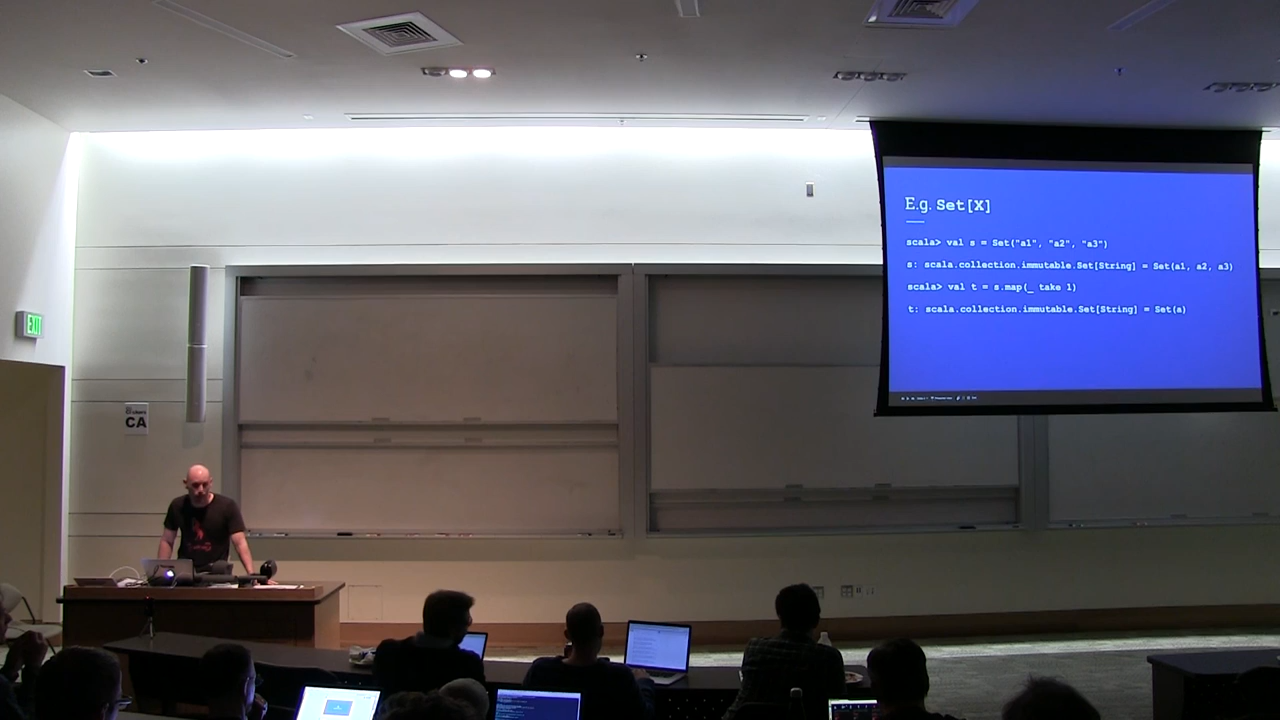 E.g. Set[X]
scala> val s = Set("a1", "a2", "a3")
s: scala.collection.immutable.Set[String] = Set(a1, a2, a3)
scala> val t = s.map(_ take 1)
t: scala.collection.immutable.Set[String] = Set(a)
EXIT
CA